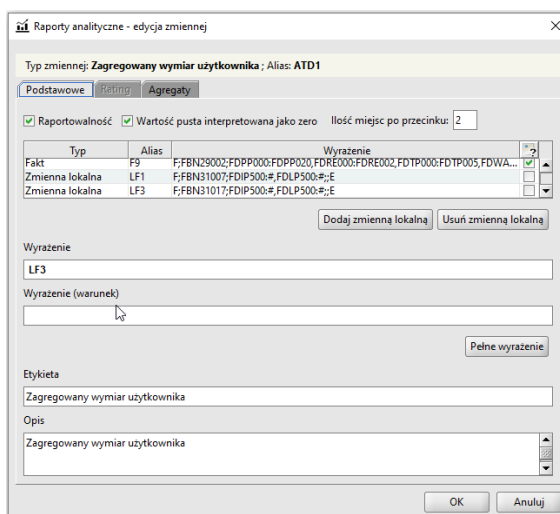 Raporty analityczne - edycja zmiennej
Typ zmiennej: Zagregowany wymiar użytkownika ; Alias: ATD1
Podstawowe Rating Agregaty
Raportowalność Wartość pusta interpretowana jako zero Ilość miejsc po przecinku: 2
Typ Alias Wyrażenie ?
Fakt F9 F;FBN29002;FDPP000:FDPP020,FDRE000:FDRE002,FDTP000:FDTP005,FDWA...
Zmienna lokalna LF1 F;FBN31007;FDIP500:#,FDLP500:#;;E
Zmienna lokalna LF3 F;FBN31017;FDIP500:#,FDLP500:#;;E
Dodaj zmienną lokalną Usuń zmienną lokalną
Wyrażenie
LF3
Wyrażenie (warunek)
Pełne wyrażenie
Etykieta
Zagregowany wymiar użytkownika
Opis
Zagregowany wymiar użytkownika
OK Anuluj